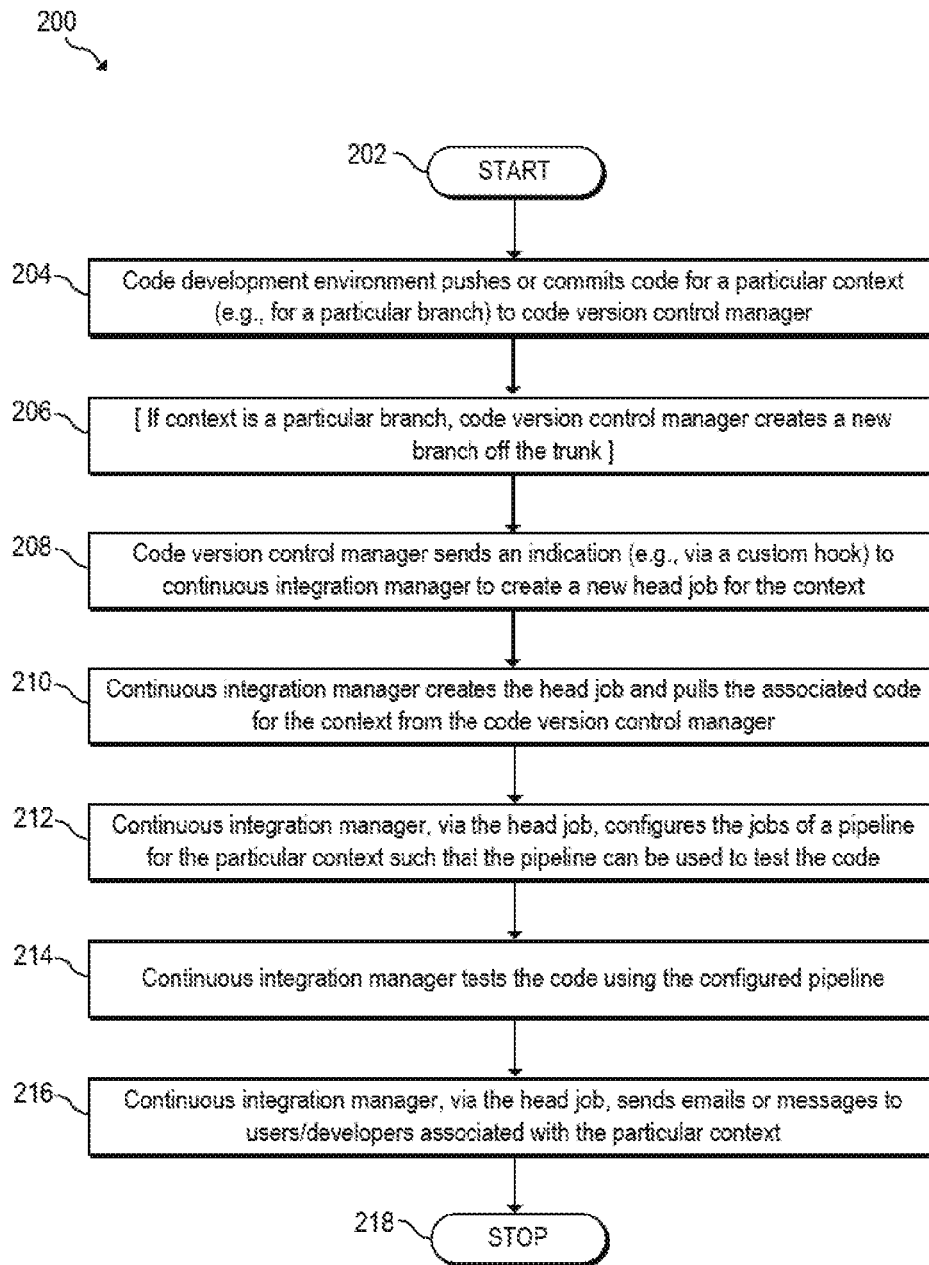 200
202
START
204
Code development environment pushes or commits code for a particular context
(e.g., for a particular branch) to code version control manager
206
[ If context is a particular branch, code version control manager creates a new
branch off the trunk ]
208
Code version control manager sends an indication (e.g., via a custom hook) to
continuous integration manager to create a new head job for the context
210
Continuous integration manager creates the head job and pulls the associated code
for the context from the code version control manager
212
Continuous integration manager, via the head job, configures the jobs of a pipeline
for the particular context such that the pipeline can be used to test the code
214
Continuous integration manager tests the code using the configured pipeline
216
Continuous integration manager, via the head job, sends emails or messages to
users/developers associated with the particular context
218
STOP